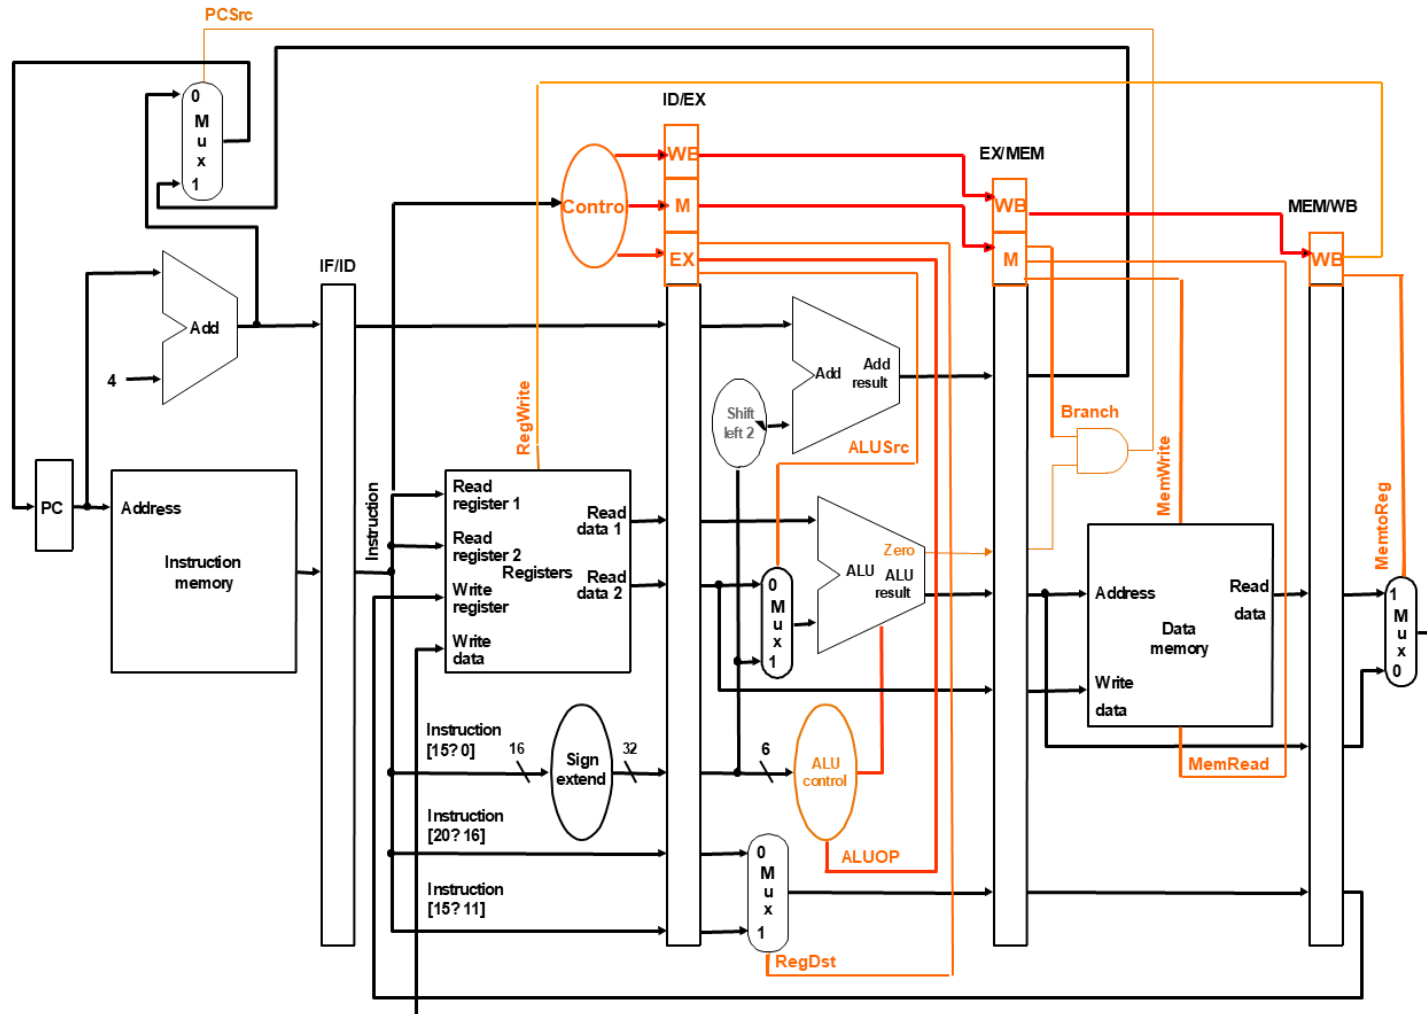 PCSrc
0
M
u
x
1
ID/EX
WB
M
EX
Contro
EX/MEM
WB
M
MEM/WB
WB
IF/ID
Add
4
Add
Add
result
Shift
left 2
Branch
RegWrite
ALUSrc
MemWrite
MemtoReg
PC
Address
Instruction
memory
Instruction
Read
register 1
Read
register 2
Write
register
Write
data
Registers
Read
data 1
Read
data 2
0
M
u
x
1
Zero
ALU
ALU
result
Address
Read
data
Data
memory
Write
data
1
M
u
x
0
Instruction
[15? 0]
16
Sign
extend
32
6
ALU
control
MemRead
Instruction
[20? 16]
ALUOP
0
M
u
x
1
Instruction
[15? 11]
RegDst